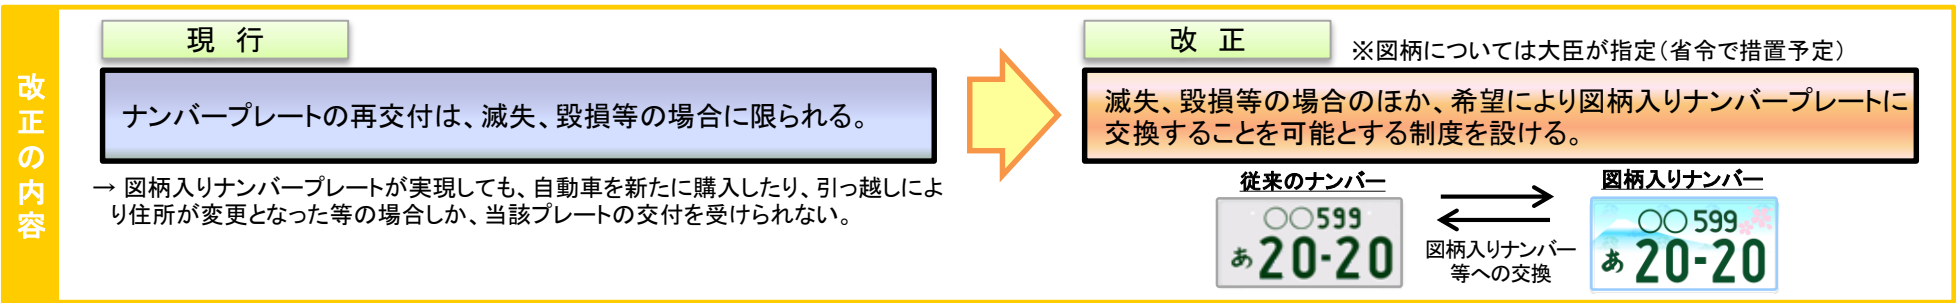 改正の内容
現 行
ナンバープレートの再交付は、滅失、毀損等の場合に限られる。
→ 図柄入りナンバープレートが実現しても、自動車を新たに購入したり、引っ越しによ
り住所が変更となった等の場合しか、当該プレートの交付を受けられない。
改 正
※図柄については大臣が指定(省令で措置予定)
滅失、毀損等の場合のほか、希望により図柄入りナンバープレートに
交換することを可能とする制度を設ける。
従来のナンバー
○○599
あ20-20
図柄入りナンバー
等への交換
図柄入りナンバー
○○599
あ20-20